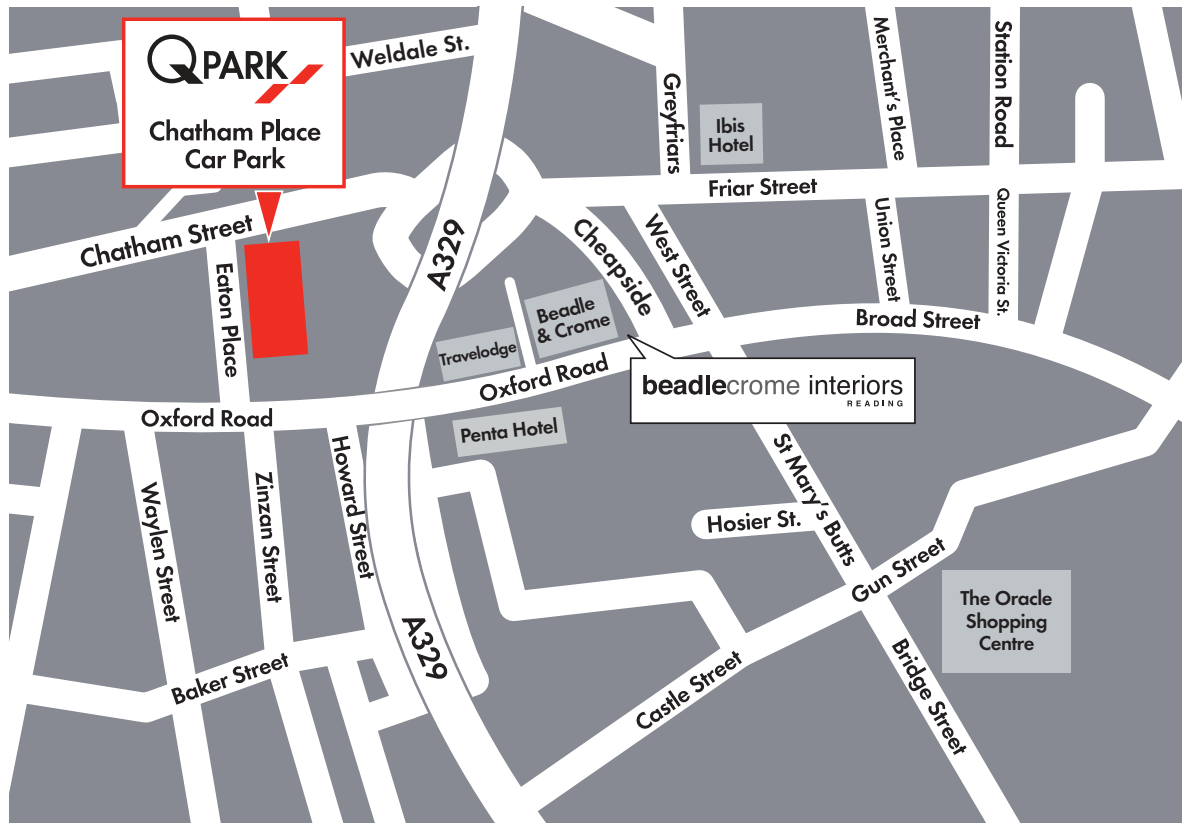 Weldale St.
QPARK
Chatham Place
Car Park
Greyfriars
Ibis
Hotel
Merchant's Place
Station Road
Friar Street
Chatham Street
A329
Cheapside
West Street
Union Street
Queen Victoria St.
Eaton Place
Beadle
& Crome
Travelodge
Broad Street
Oxford Road
beadlecrome interiors
READING
Oxford Road
Penta Hotel
Waylen Street
Zinzan Street
Howard Street
St Mary's Butts
Hosier St.
Gun Street
The Oracle
Shopping
Centre
A329
Baker Street
Castle Street
Bridge Street